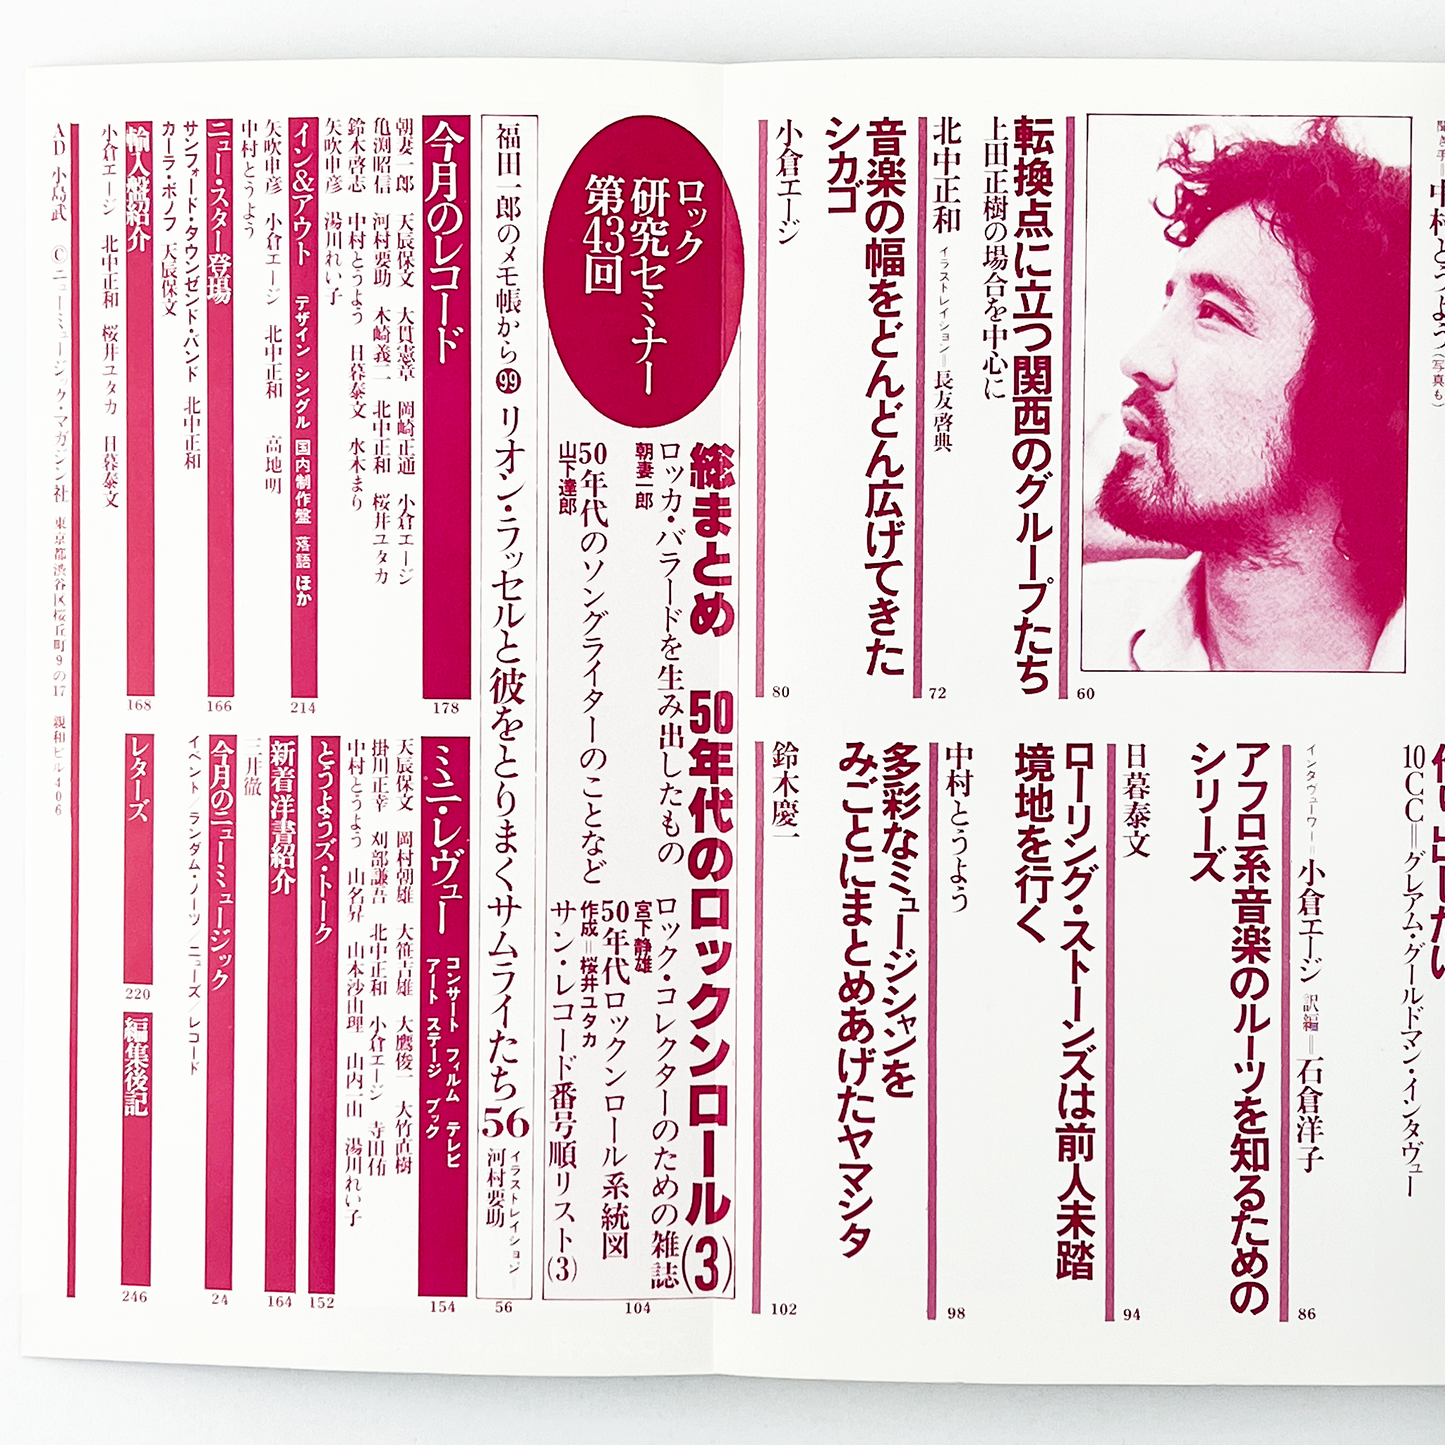 中村とうよう
(写真も)
転換点に立つ関西のグループたち
上田正樹の場合を中心に
60
北中正和
イラストレイション=長友啓典
72
音楽の幅をどんどん広げてきた
シカゴ
小倉エージ
80
10CC=グレアム・グールドマン・インタヴュー
インタヴューワー=小倉エージ 訳編=石倉洋子
86
アフロ系音楽のルーツを知るための
シリーズ
日暮泰文
94
ローリング・ストーンズは前人未踏
境地を行く
中村とうよう
98
多彩なミュージシャンを
みごとにまとめあげたヤマシタ
鈴木慶一
102
ロック
研究セミナー
第43回
総まとめ 50年代のロックンロール(3)
ロッカ・バラードを生み出したもの
朝妻一郎
50年代のソングライターのことなど
山下達郎
ロック・コレクターのための雑誌
宮下静雄
50年代ロックンロール系統図
作成=桜井ユタカ
サン・レコード番号順リスト(3)
104
福田一郎のメモ帳から99 リオン・ラッセルと彼をとりまくサムライたち56
イラストレイション=
河村要助
56
今月のレコード
178
朝妻一郎 天辰保文 大貫憲章 岡崎正通 小倉エージ
亀渕昭信 河村要助 木崎義二 北中正和 桜井ユタカ
鈴木啓志 中村とうよう 日暮泰文 水木まり
矢吹申彦 湯川れい子
イン&アウト デザイン シングル 国内制作盤 落語 ほか
214
矢吹申彦 小倉エージ 北中正和 高地明
中村とうよう
ニュー・スター登場
166
サンフォード・タウンゼンド・バンド 北中正和
カーラ・ボノフ 天辰保文
輸入盤紹介
168
小倉エージ 北中正和 桜井ユタカ 日暮泰文
ミニ・レヴュー コンサート フィルム テレビ
アート ステージ ブック
154
天辰保文 岡村朝雄 大笹吉雄 大鷹俊一 大竹直樹
掛川正幸 刈部謙吾 北中正和 小倉エージ 寺田侑
中村とうよう 山名昇 山本沙由理 山内一山 湯川れい子
とうようズ・トーク
152
新着洋書紹介
164
三井徹
今月のニューミュージック
24
イベント/ランダム・ノーツ/ニューズ/レコード
レターズ
220
編集後記
246
AD 小島武 ©ニューミュージック・マガジン社 東京都渋谷区桜丘町9の17 親和ビル406